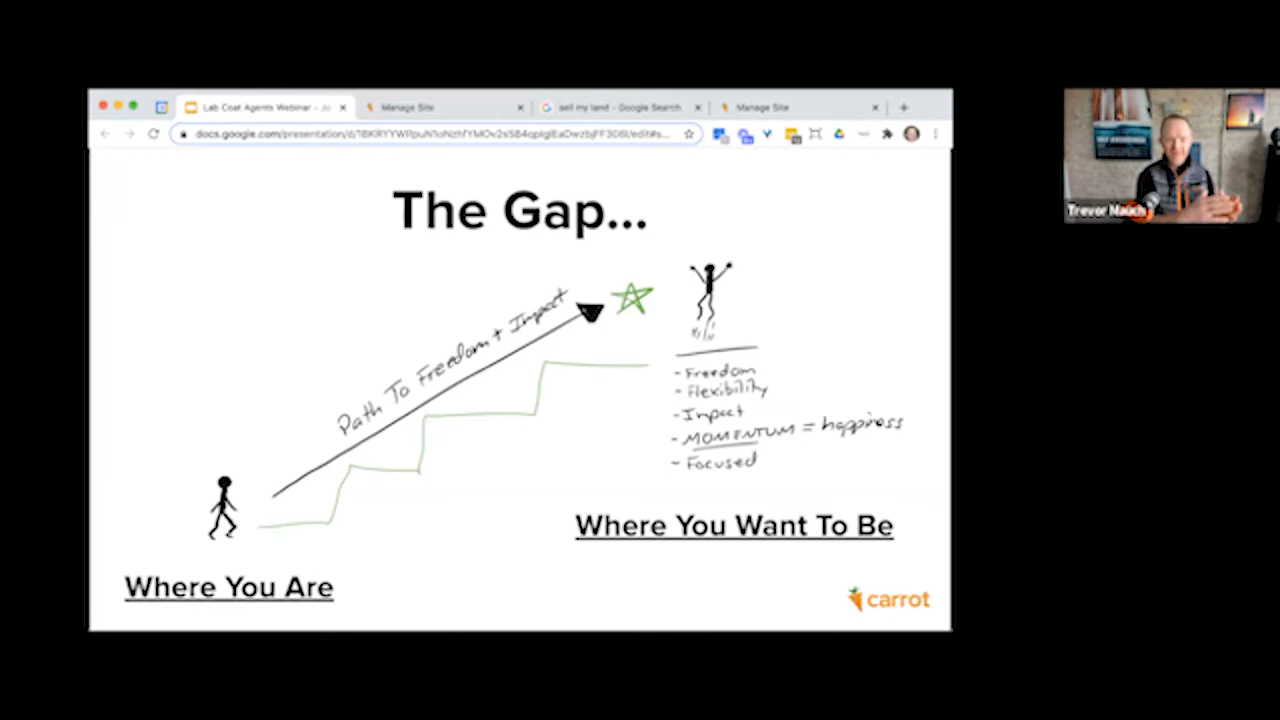 Lab Coat Agents Webinar - Jo
Manage Site
sell my land - Google Search
Manage Site
The Gap...
Path To Freedom + Impact
- Freedom
- Flexibility
- Impact
- MOMENTUM = happiness
- Focused
Where You Want To Be
Where You Are
carrot
Trevor Mauch